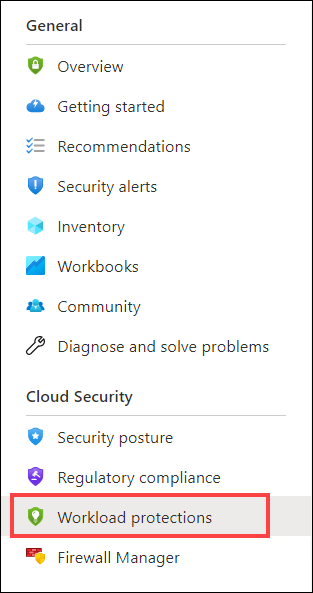 General
Overview
Getting started
Recommendations
Security alerts
Inventory
Workbooks
Community
Diagnose and solve problems
Cloud Security
Security posture
Regulatory compliance
Workload protections
Firewall Manager